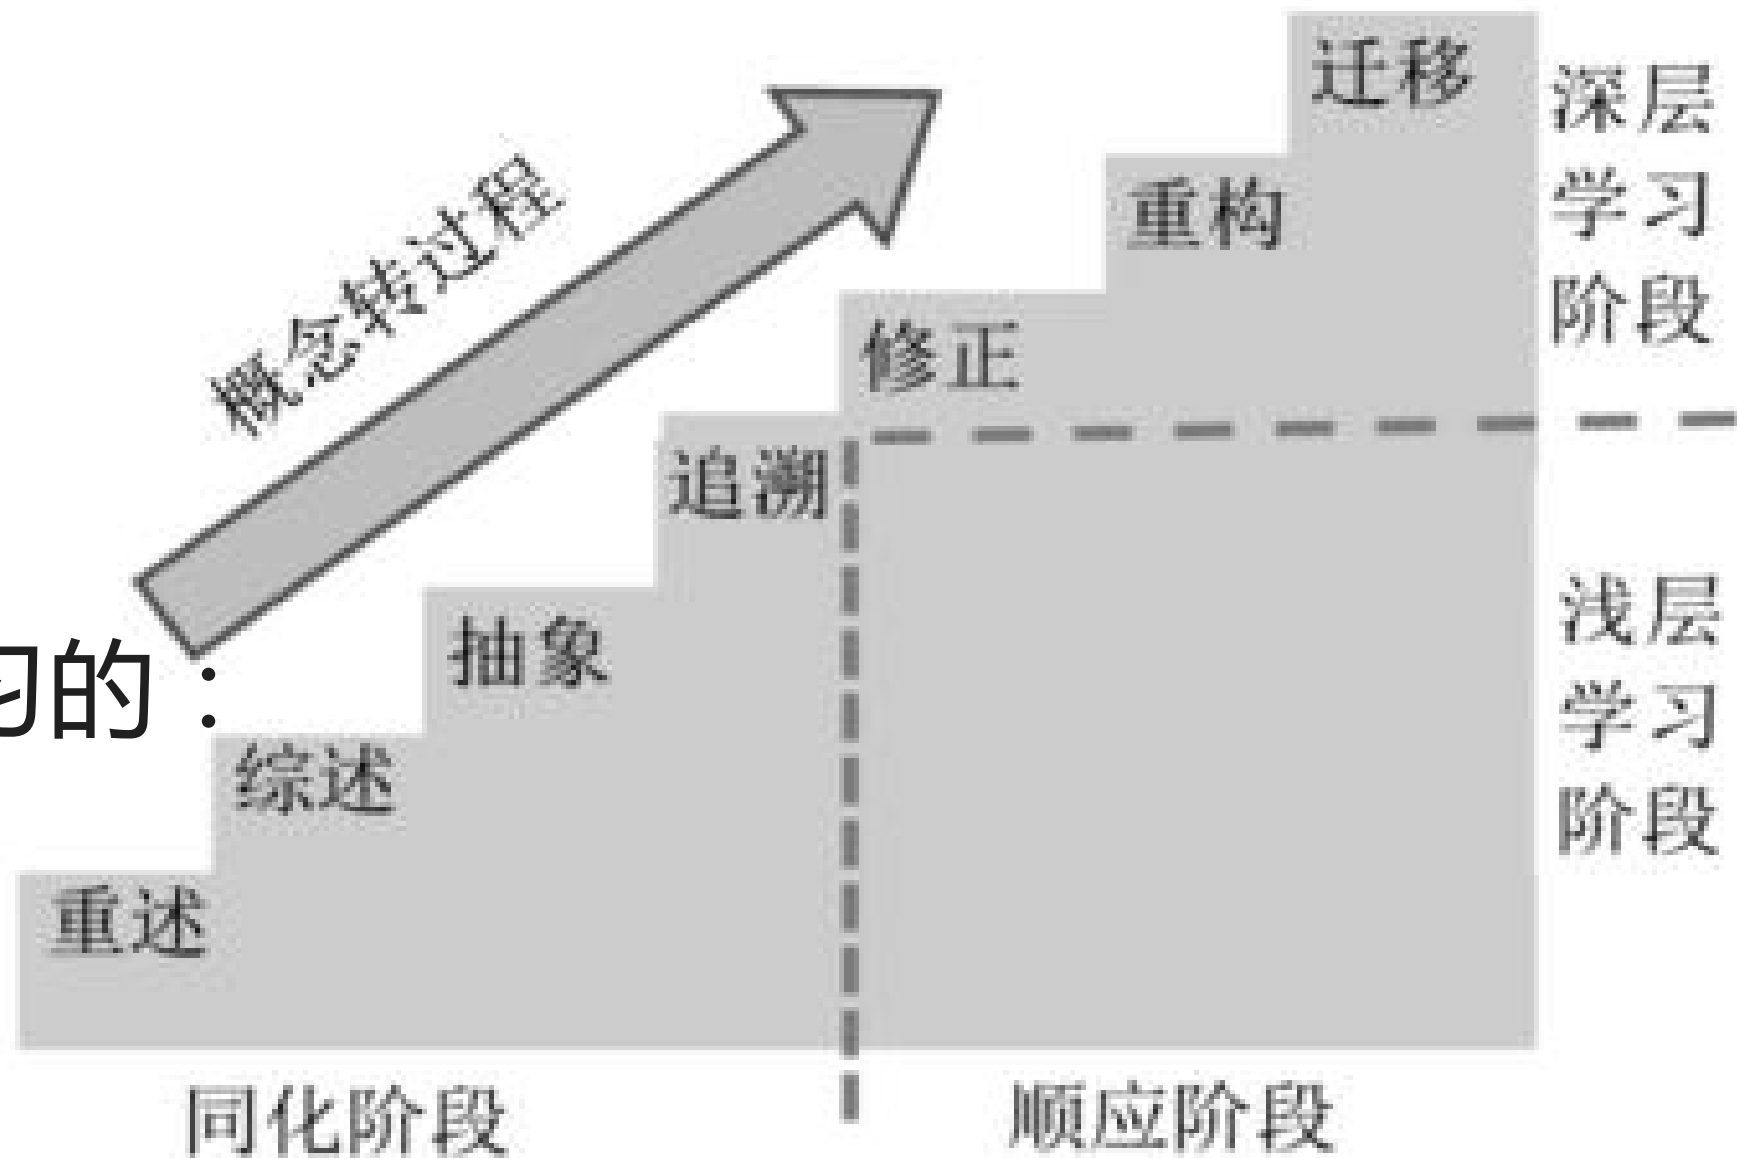 迁移
重构
修正
追溯
抽象
综述
重述
概念转过程
习的：
深层
学习
阶段
浅层
学习
阶段
同化阶段
顺应阶段